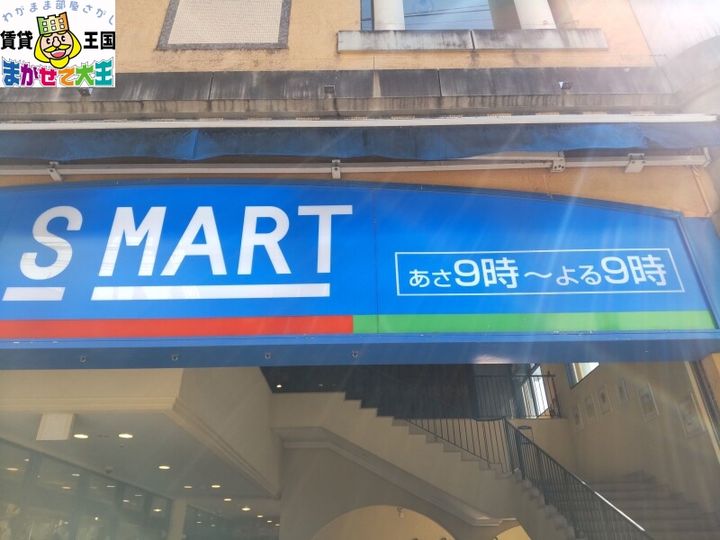 わがまま部屋さがし
賃貸王国
まかせて大王
S MART
あさ9時～よる9時